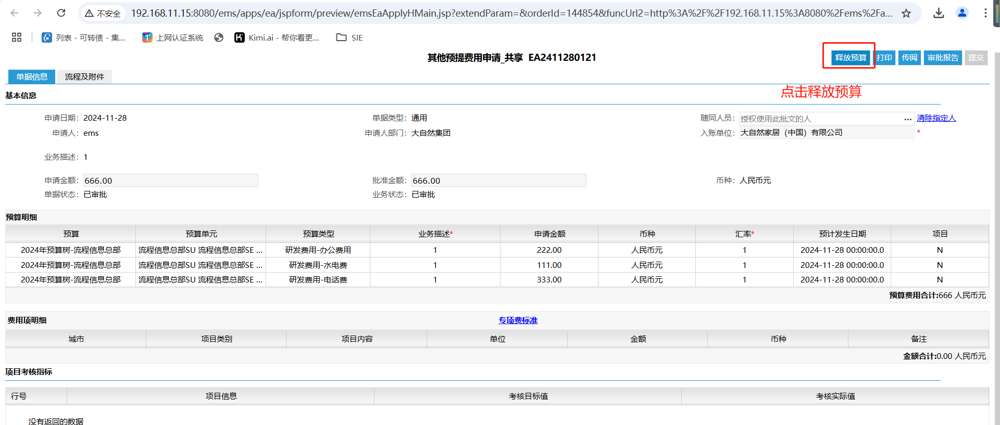 不安全 192.168.11.15:8080/ems/apps/ea/jspform/preview/emsEaApplyHMain.jsp?extendParam=&orderId=144854&funcUrl2=http%3A%2F%2F192.168.11.15%3A8080%2Fems%2Fa...
列表 - 可转债 - 集... 上网认证系统 Kimi.ai - 帮你看更... SIE
其他预提费用申请_共享 EA2411280121 释放预算 打印 传阅 审批报告 提交
单据信息 流程及附件
点击释放预算
基本信息
申请日期: 2024-11-28 单据类型: 通用 随同人员: 授权使用此批文的人 ... 清除指定人
申请人: ems 申请人部门: 大自然集团 入账单位: 大自然家居（中国）有限公司 *
业务描述: 1
申请金额: 666.00 批准金额: 666.00 币种: 人民币元
单据状态: 已审批 业务状态: 已审批
预算明细
预算 预算单元 预算类型 业务描述* 申请金额 币种 汇率* 预计发生日期 项目
2024年预算树-流程信息总部 流程信息总部SU 流程信息总部SE ... 研发费用-办公费用 1 222.00 人民币元 1 2024-11-28 00:00:00.0 N
2024年预算树-流程信息总部 流程信息总部SU 流程信息总部SE ... 研发费用-水电费 1 111.00 人民币元 1 2024-11-28 00:00:00.0 N
2024年预算树-流程信息总部 流程信息总部SU 流程信息总部SE ... 研发费用-电话费 1 333.00 人民币元 1 2024-11-28 00:00:00.0 N
预算费用合计:666 人民币元
费用项明细 专项费标准
城市 项目类别 项目内容 单位 金额 币种 备注
金额合计:0.00 人民币元
项目考核指标
行号 项目信息 考核目标值 考核实际值
没有返回的数据